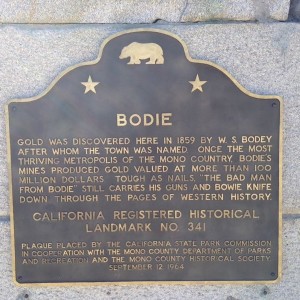 BODIE
GOLD WAS DISCOVERED HERE IN 1859 BY W. S. BODEY
AFTER WHOM THE TOWN WAS NAMED. ONCE THE MOST
THRIVING METROPOLIS OF THE MONO COUNTRY, BODIE'S
MINES PRODUCED GOLD VALUED AT MORE THAN 100
MILLION DOLLARS. TOUGH AS NAILS, "THE BAD MAN
FROM BODIE" STILL CARRIES HIS GUNS AND BOWIE KNIFE
DOWN THROUGH THE PAGES OF WESTERN HISTORY.
CALIFORNIA REGISTERED HISTORICAL
LANDMARK NO. 341
PLAQUE PLACED BY THE CALIFORNIA STATE PARK COMMISSION
IN COOPERATION WITH THE MONO COUNTY DEPARTMENT OF PARKS
AND RECREATION AND THE MONO COUNTY HISTORICAL SOCIETY,
SEPTEMBER 12, 1964